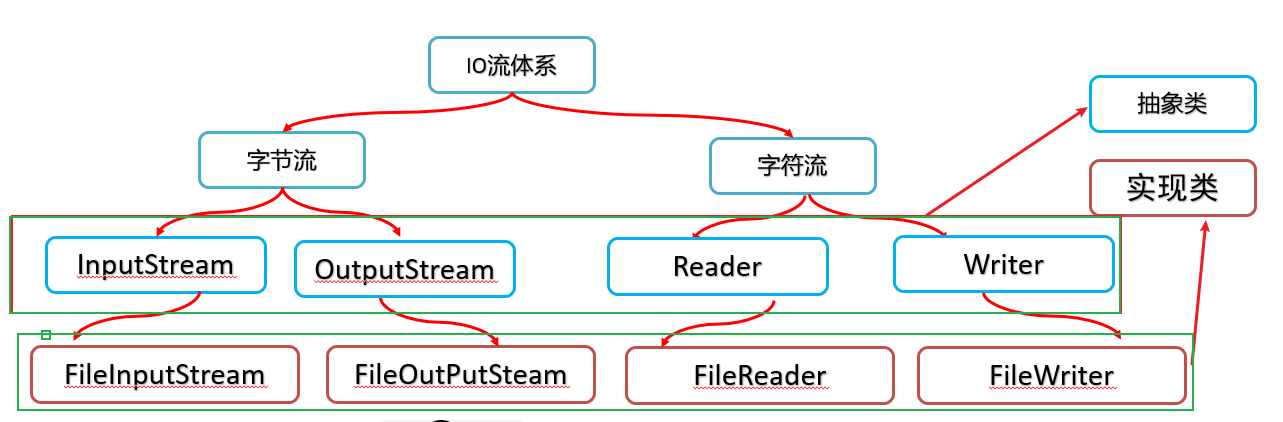 IO流体系
抽象类
字节流
字符流
实现类
InputStream
OutputStream
Reader
Writer
FileInputStream
FileOutPutSteam
FileReader
FileWriter